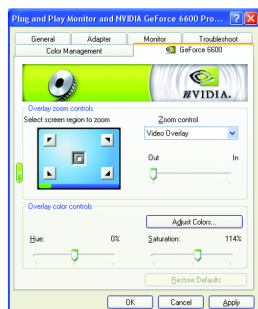 Plug and Play Monitor and NVIDIA GeForce 6600 Pro...
General Adapter Monitor Troubleshoot
Color Management GeForce 6600
NVIDIA.
Overlay zoom controls
Select screen region to zoom
Zoom control
Video Overlay
Out In
Overlay color controls
Adjust Colors...
Hue: 0% Saturation: 114%
Restore Defaults
OK Cancel Apply